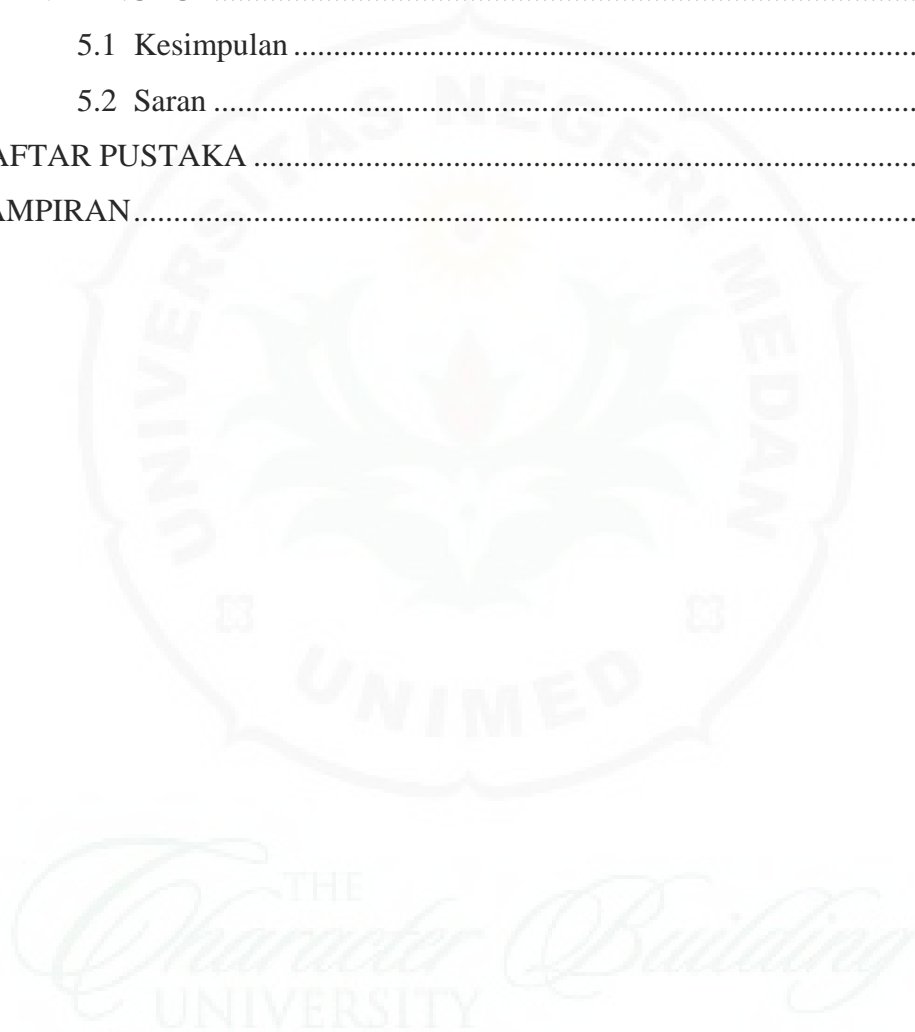 5.1 Kesimpulan ................................................................................
5.2 Saran ..........................................................................................
AFTAR PUSTAKA .....................................................................................
AMPIRAN...................................................................................................
UNIVERSITAS NEGERI MEDAN
UNIMED
THE
Character Building
UNIVERSITY